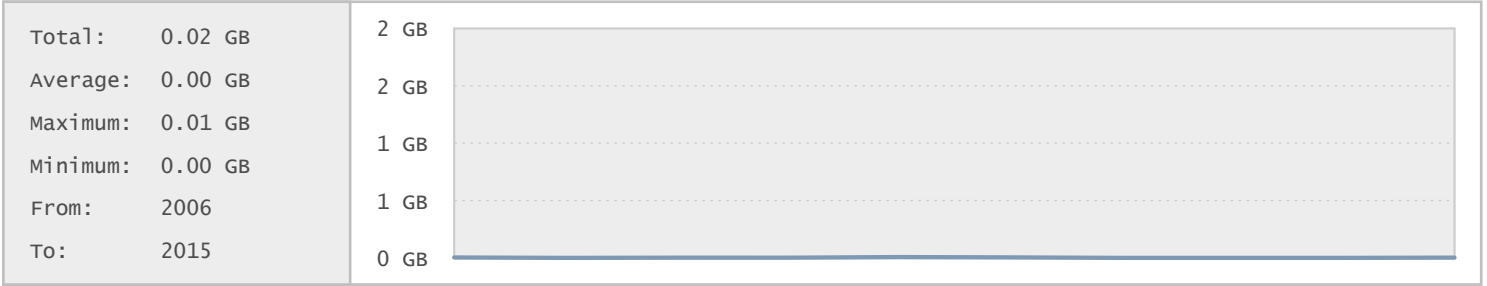 Total: 0.02 GB
Average: 0.00 GB
Maximum: 0.01 GB
Minimum: 0.00 GB
From: 2006
To: 2015
2 GB
2 GB
1 GB
1 GB
0 GB